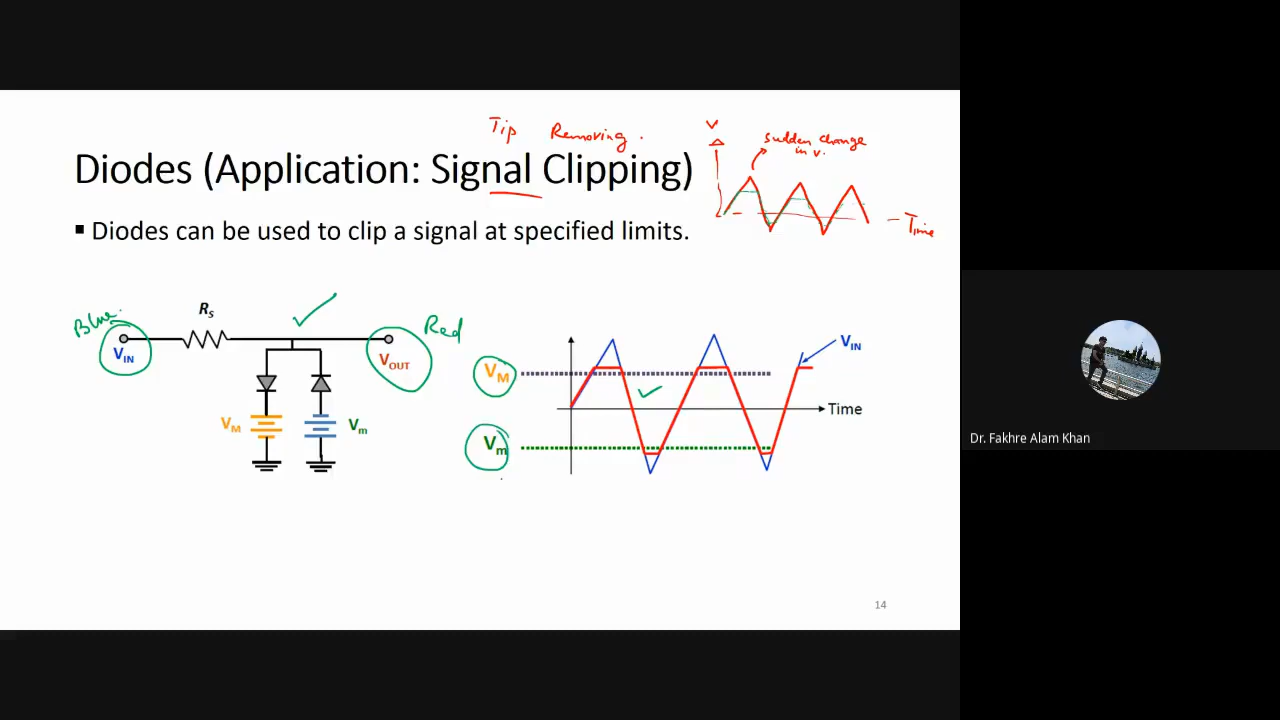 Tip Removing.
V
sudden change
in v.
Diodes (Application: Signal Clipping)
- Time
▪ Diodes can be used to clip a signal at specified limits.
Blue.
RS
Red
VIN
VOUT
VM
Vm
VM
Vm
VIN
Time
Dr. Fakhre Alam Khan
14